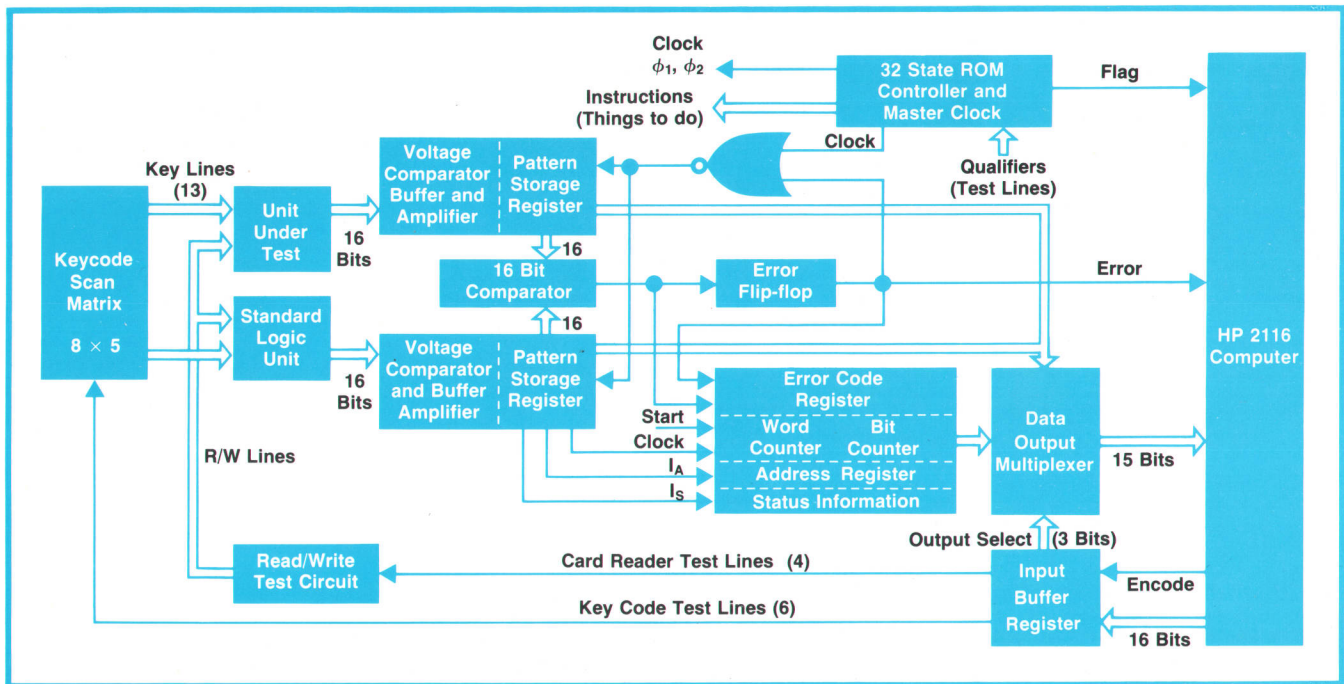 Clock
ϕ1, ϕ2
Instructions
(Things to do)
32 State ROM
Controller and
Master Clock
Flag
Clock
Qualifiers
(Test Lines)
Key Lines
(13)
Keycode
Scan
Matrix
8 × 5
Unit
Under
Test
16
Bits
Voltage
Comparator
Buffer and
Amplifier
Pattern
Storage
Register
16
16 Bit
Comparator
16
Error
Flip-flop
Error
HP 2116
Computer
Standard
Logic
Unit
16
Bits
Voltage
Comparator
and Buffer
Amplifier
Pattern
Storage
Register
Start
Clock
IA
IS
Error Code
Register
Word
Counter
Bit
Counter
Address Register
Status Information
Data
Output
Multiplexer
15 Bits
R/W Lines
Output Select (3 Bits)
Read/Write
Test Circuit
Card Reader Test Lines (4)
Key Code Test Lines (6)
Input
Buffer
Register
Encode
16 Bits